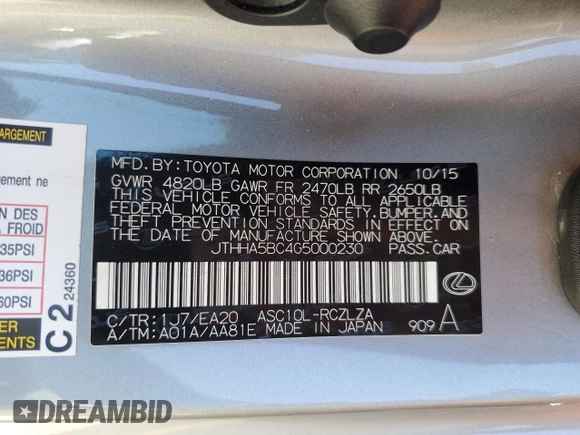 ARGEMENT
ement ne
ON DES
À FROID
35PSI
36PSI
60PSI
ER
ENTS
C2 24360
MFD. BY: TOYOTA MOTOR CORPORATION 10/15
GVWR 4820LB GAWR FR 2470LB RR 2650LB
THIS VEHICLE CONFORMS TO ALL APPLICABLE
FEDERAL MOTOR VEHICLE SAFETY, BUMPER, AND
THEFT PREVENTION STANDARDS IN EFFECT ON
THE DATE OF MANUFACTURE SHOWN ABOVE.
JTHHA5BC4G5000230 PASS. CAR
C/TR: 1J7/EA20 ASC10L-RCZLZA
A/TM: A01A/AA81E MADE IN JAPAN 909 A
DREAMBID